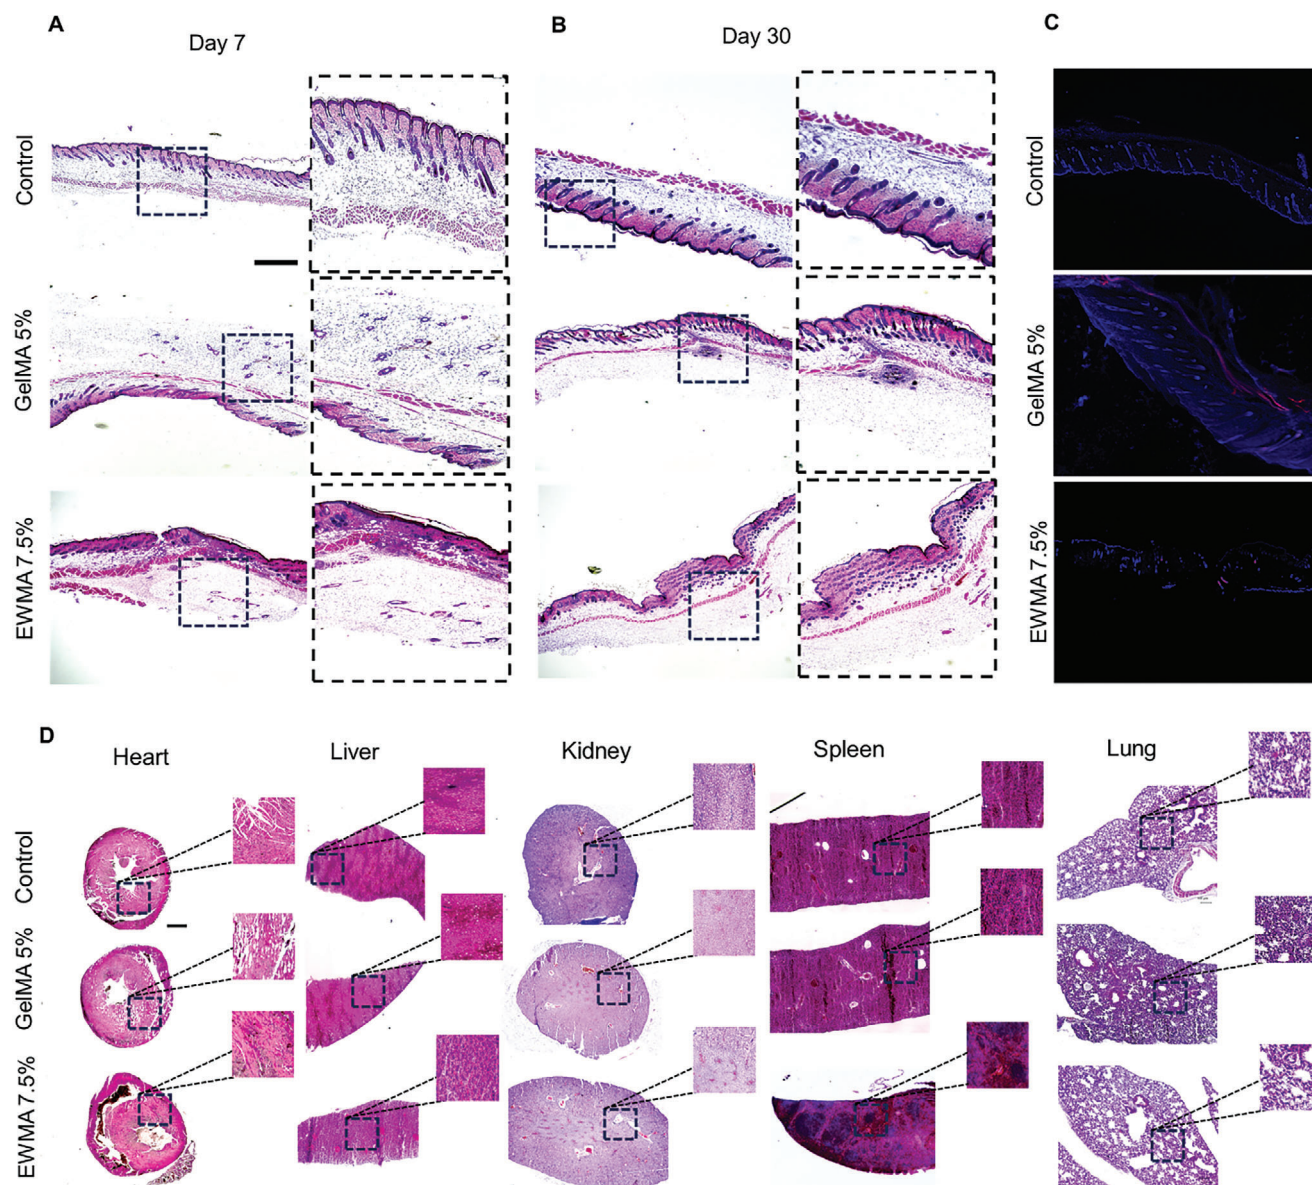 A
Day 7
B
Day 30
C
Control
GelMA 5%
EWMA 7.5%
Control
GelMA 5%
EWMA 7.5%
D
Heart
Liver
Kidney
Spleen
Lung
Control
GelMA 5%
EWMA 7.5%